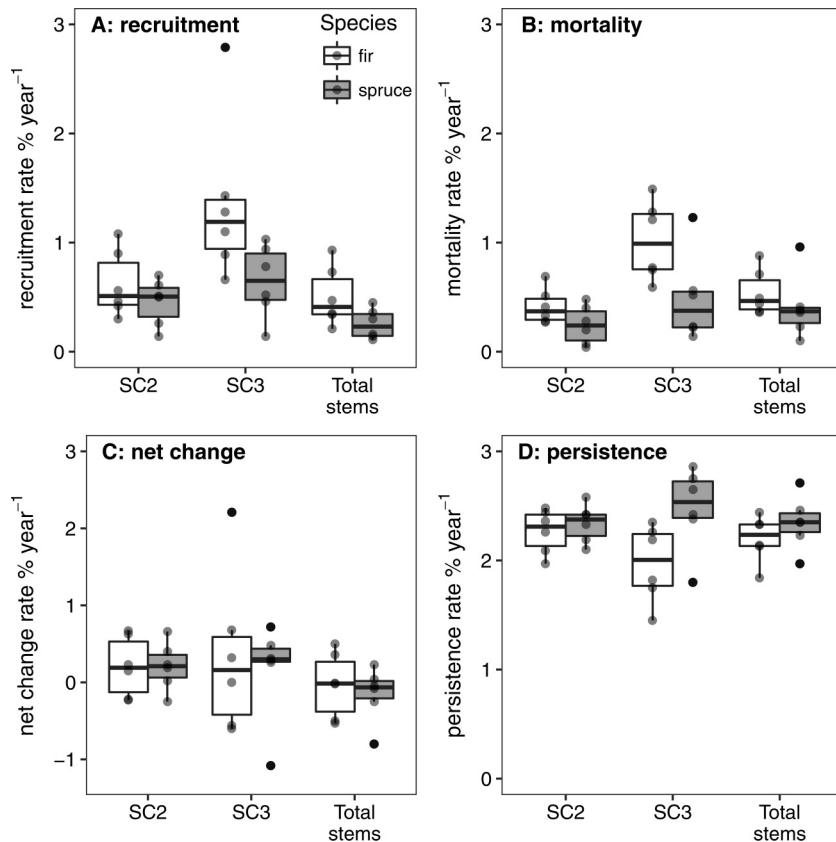 A: recruitment
Species
fir
spruce
recruitment rate % year⁻¹
3
2
1
0
SC2
SC3
Total
stems
B: mortality
mortality rate % year⁻¹
3
2
1
0
SC2
SC3
Total
stems
C: net change
net change rate % year⁻¹
3
2
1
0
−1
SC2
SC3
Total
stems
D: persistence
persistence rate % year⁻¹
3
2
1
0
SC2
SC3
Total
stems